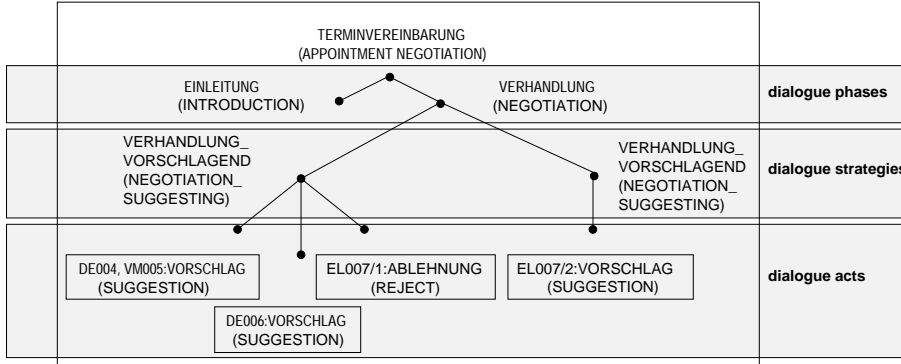 TERMINVEREINBARUNG
(APPOINTMENT NEGOTIATION)
EINLEITUNG
(INTRODUCTION)
VERHANDLUNG
(NEGOTIATION)
dialogue phases
VERHANDLUNG_
VORSCHLAGEND
(NEGOTIATION_
SUGGESTING)
VERHANDLUNG_
VORSCHLAGEND
(NEGOTIATION_
SUGGESTING)
dialogue strategies
DE004, VM005:VORSCHLAG
(SUGGESTION)
EL007/1:ABLEHNUNG
(REJECT)
EL007/2:VORSCHLAG
(SUGGESTION)
dialogue acts
DE006:VORSCHLAG
(SUGGESTION)